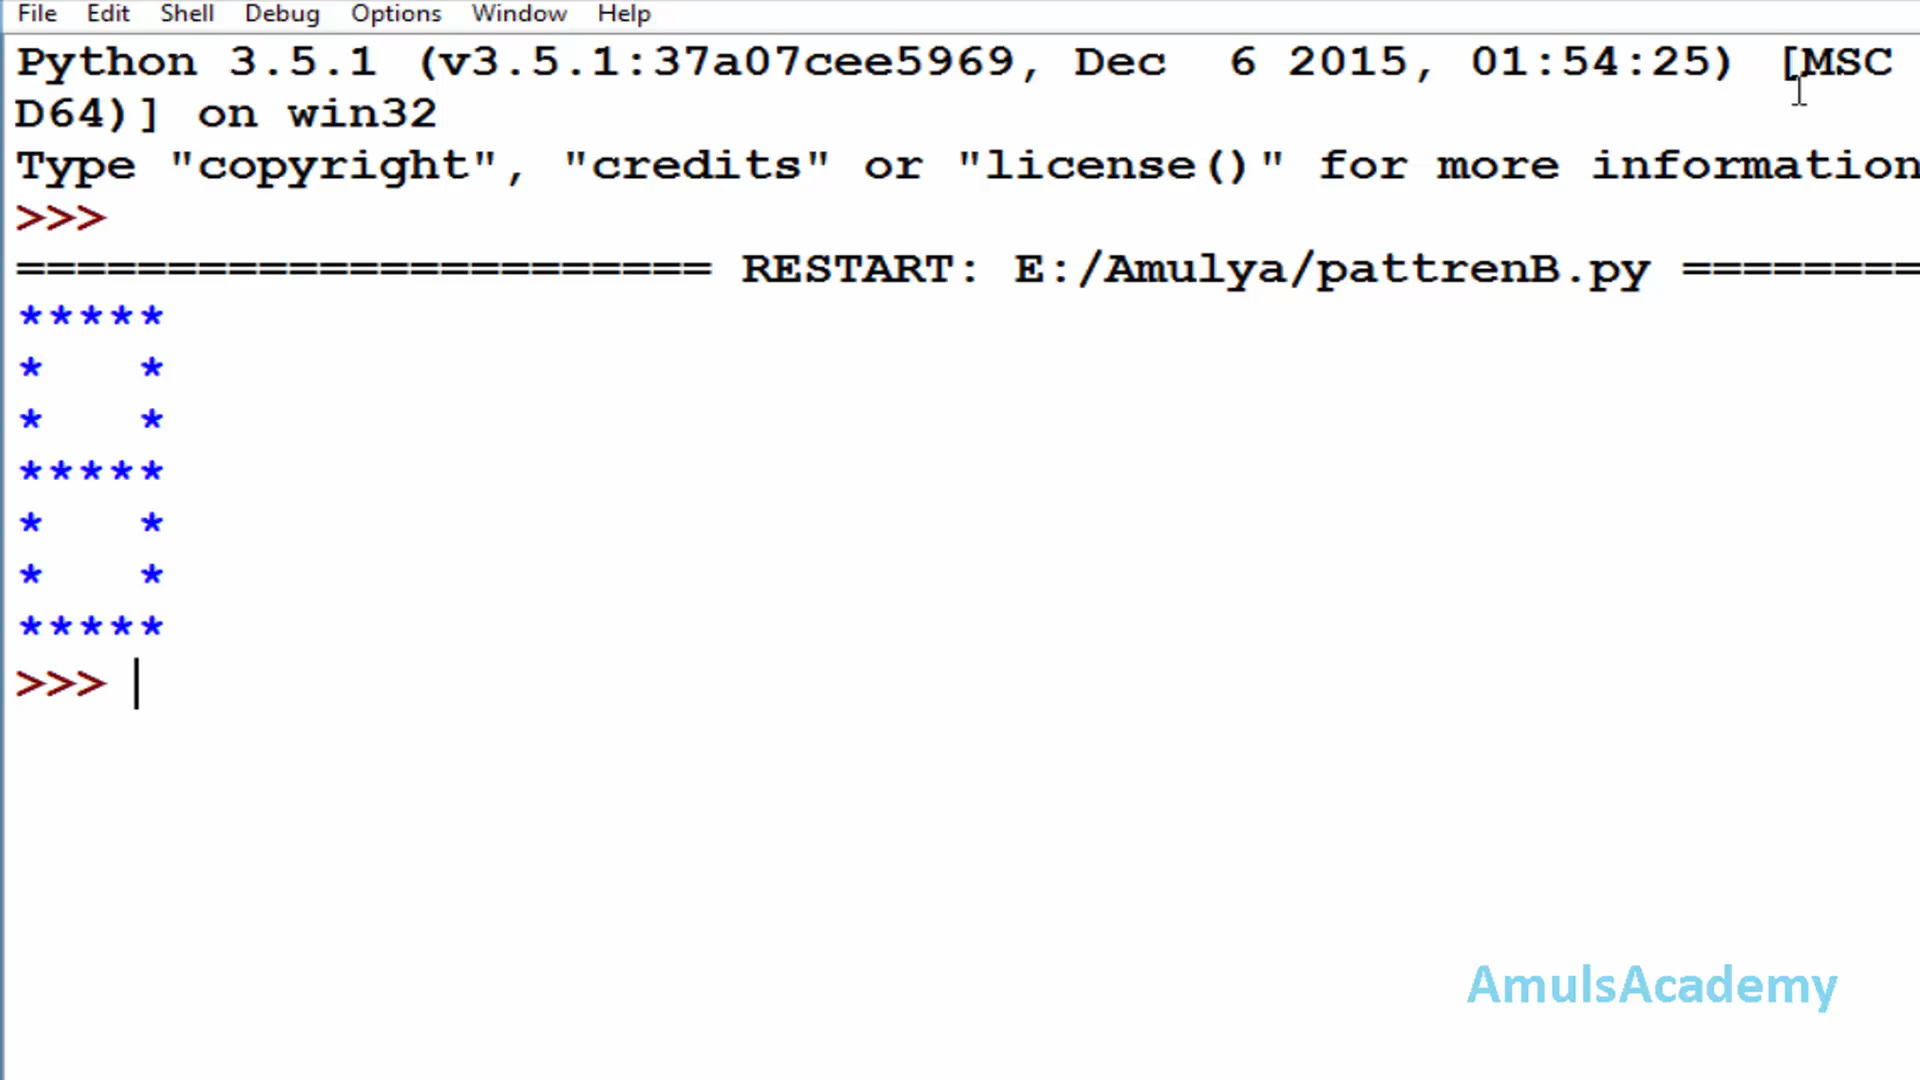 File Edit Shell Debug Options Window Help
Python 3.5.1 (v3.5.1:37a07cee5969, Dec  6 2015, 01:54:25) [MSC
D64)] on win32
Type "copyright", "credits" or "license()" for more information
>>>
======================= RESTART: E:/Amulya/pattrenB.py ========
*****
*   *
*   *
*****
*   *
*   *
*****
>>>
AmulsAcademy